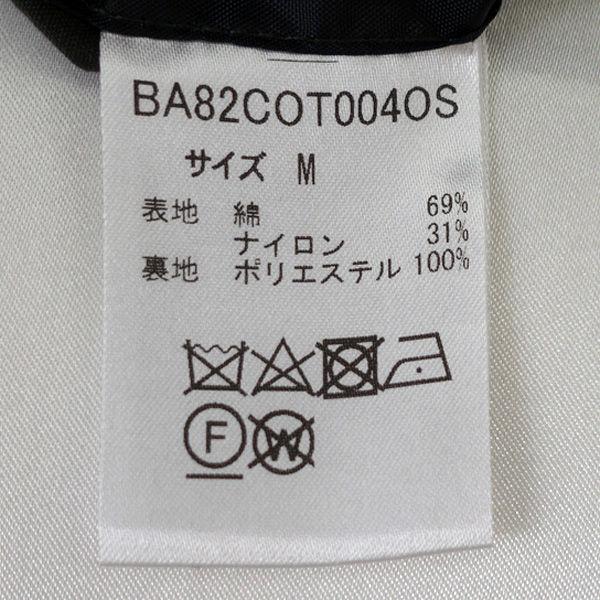 BA82COT004OS
サイズ M
表地 綿 69%
ナイロン 31%
裏地 ポリエステル 100%
F
W